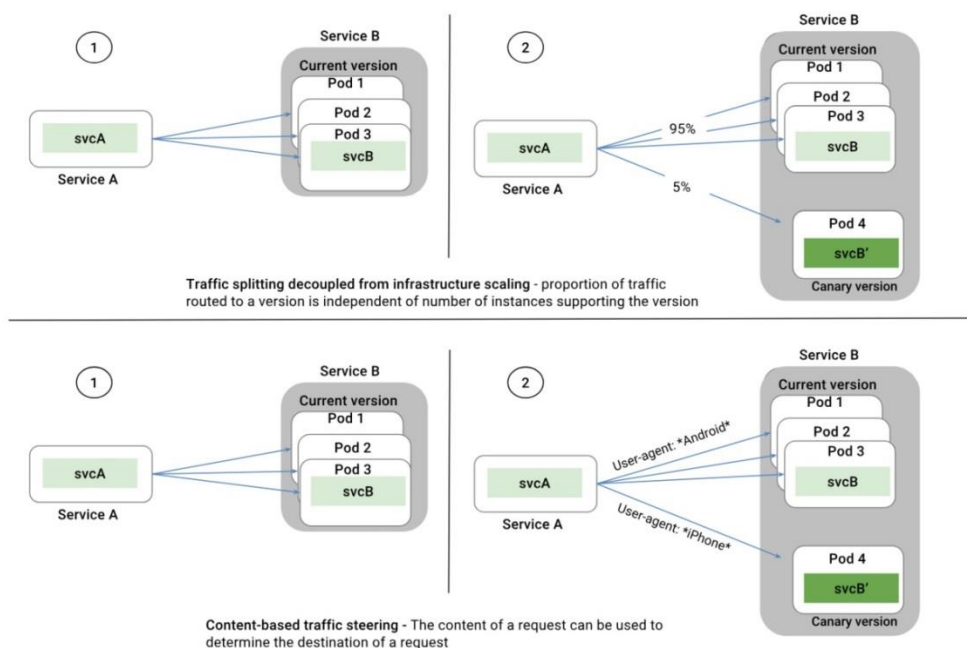 1
Service B
Current version
Pod 1
Pod 2
Pod 3
svcB
svcA
Service A
2
Service B
Current version
Pod 1
Pod 2
Pod 3
svcB
95%
svcA
Service A
5%
Pod 4
svcB'
Canary version
Traffic splitting decoupled from infrastructure scaling - proportion of traffic
routed to a version is independent of number of instances supporting the version
1
Service B
Current version
Pod 1
Pod 2
Pod 3
svcB
svcA
Service A
2
Service B
Current version
Pod 1
Pod 2
Pod 3
svcB
User-agent: *Android*
svcA
Service A
User-agent: *iPhone*
Pod 4
svcB'
Canary version
Content-based traffic steering - The content of a request can be used to
determine the destination of a request